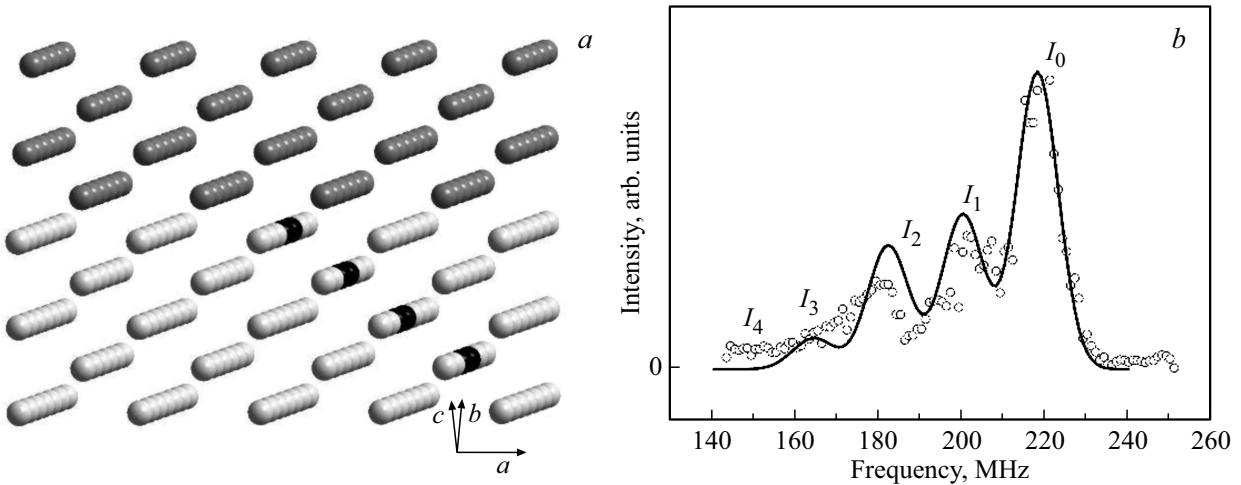 a
c
b
a
b
I0
I1
I2
I3
I4
Intensity, arb. units
0
140 160 180 200 220 240 260
Frequency, MHz